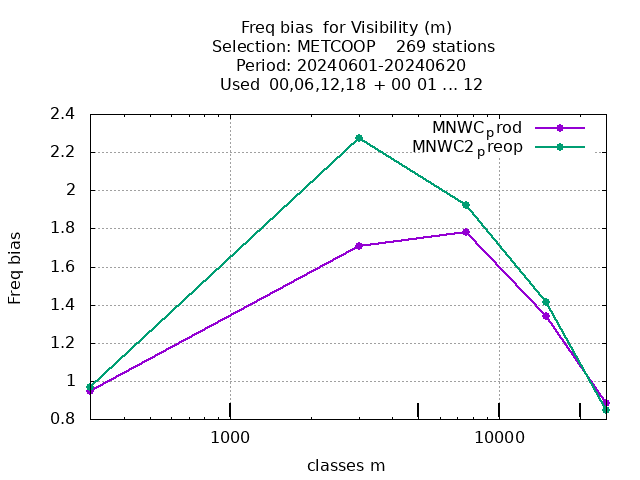 Freq bias  for Visibility (m)
Selection: METCOOP    269 stations
Period: 20240601-20240620
Used  00,06,12,18  + 00 01 ... 12
MNWCprod
MNWC2preop
2.4
2.2
2
1.8
1.6
1.4
1.2
1
0.8
Freq bias
1000
10000
classes m